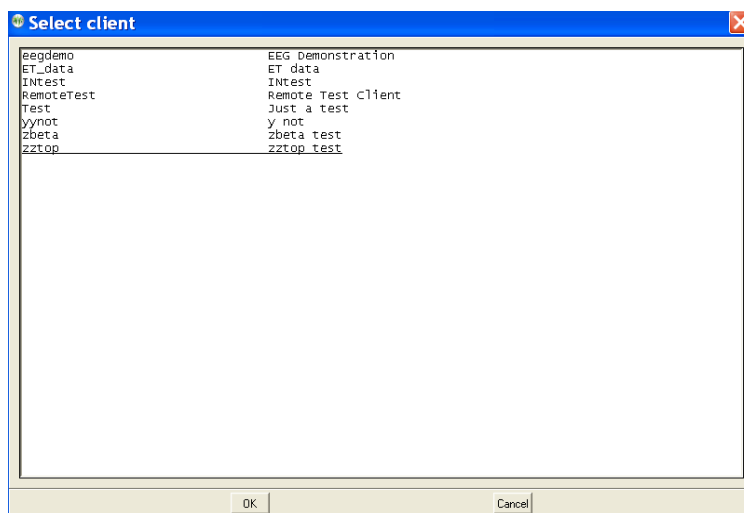 Select client
eegdemo EEG Demonstration
ET_data ET data
INtest INtest
RemoteTest Remote Test Client
Test Just a test
yynot y not
zbeta zbeta test
zztop zztop test
OK Cancel